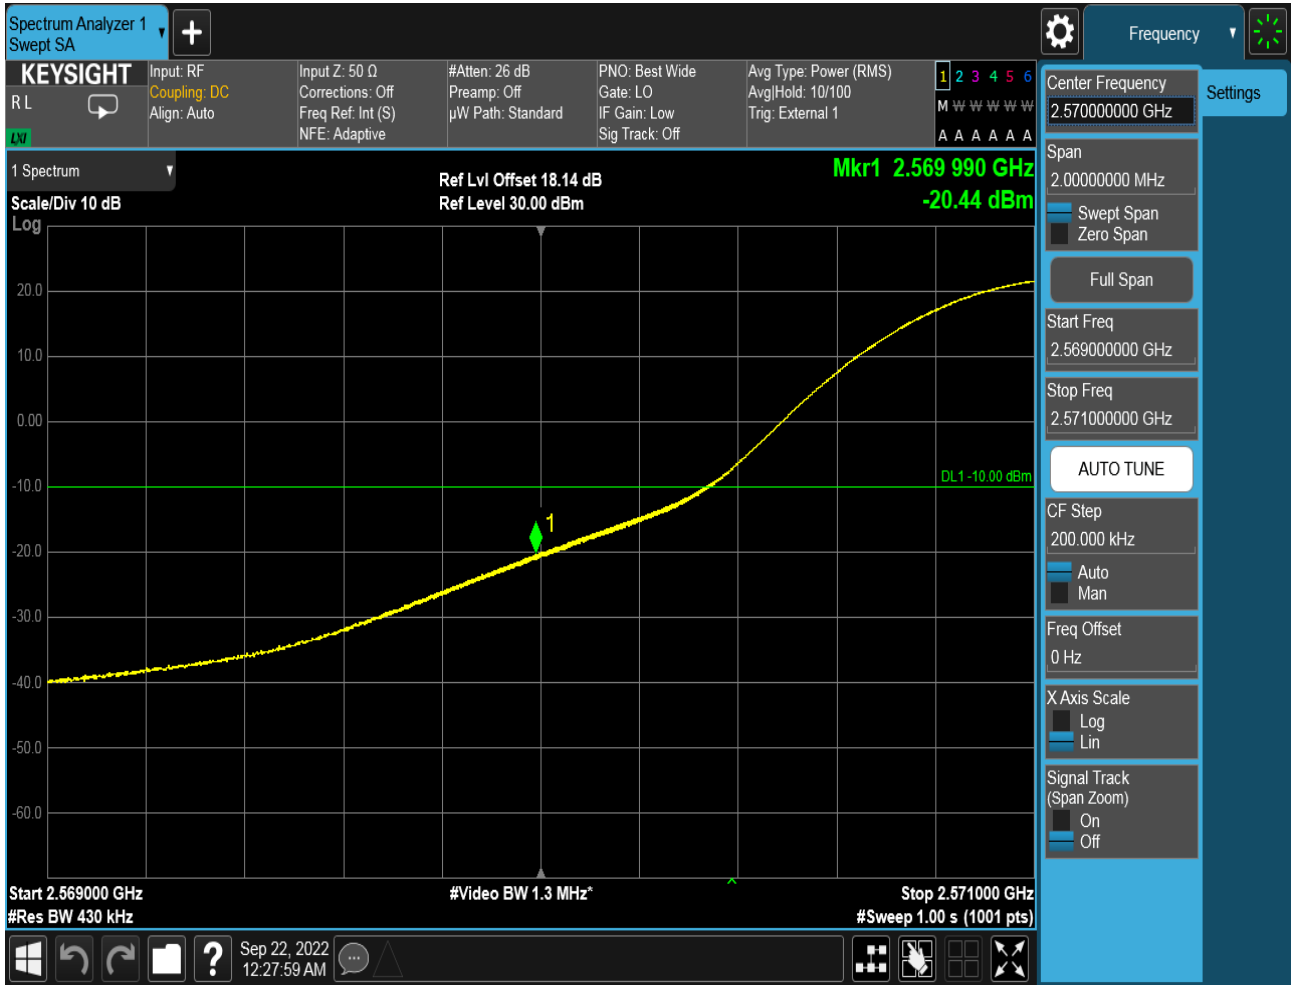 Spectrum Analyzer 1
Swept SA
Frequency
KEYSIGHT
R L
LXI
Input: RF
Coupling: DC
Align: Auto
Input Z: 50 Ω
Corrections: Off
Freq Ref: Int (S)
NFE: Adaptive
#Atten: 26 dB
Preamp: Off
µW Path: Standard
PNO: Best Wide
Gate: LO
IF Gain: Low
Sig Track: Off
Avg Type: Power (RMS)
Avg|Hold: 10/100
Trig: External 1
1 2 3 4 5 6
M W W W W W
A A A A A A
1 Spectrum
Scale/Div 10 dB
Log
Ref Lvl Offset 18.14 dB
Ref Level 30.00 dBm
Mkr1 2.569 990 GHz
-20.44 dBm
20.0
10.0
0.00
-10.0
-20.0
-30.0
-40.0
-50.0
-60.0
DL1 -10.00 dBm
1
Start 2.569000 GHz
#Res BW 430 kHz
#Video BW 1.3 MHz*
Stop 2.571000 GHz
#Sweep 1.00 s (1001 pts)
Center Frequency
2.570000000 GHz
Settings
Span
2.00000000 MHz
Swept Span
Zero Span
Full Span
Start Freq
2.569000000 GHz
Stop Freq
2.571000000 GHz
AUTO TUNE
CF Step
200.000 kHz
Auto
Man
Freq Offset
0 Hz
X Axis Scale
Log
Lin
Signal Track
(Span Zoom)
On
Off
?
Sep 22, 2022
12:27:59 AM